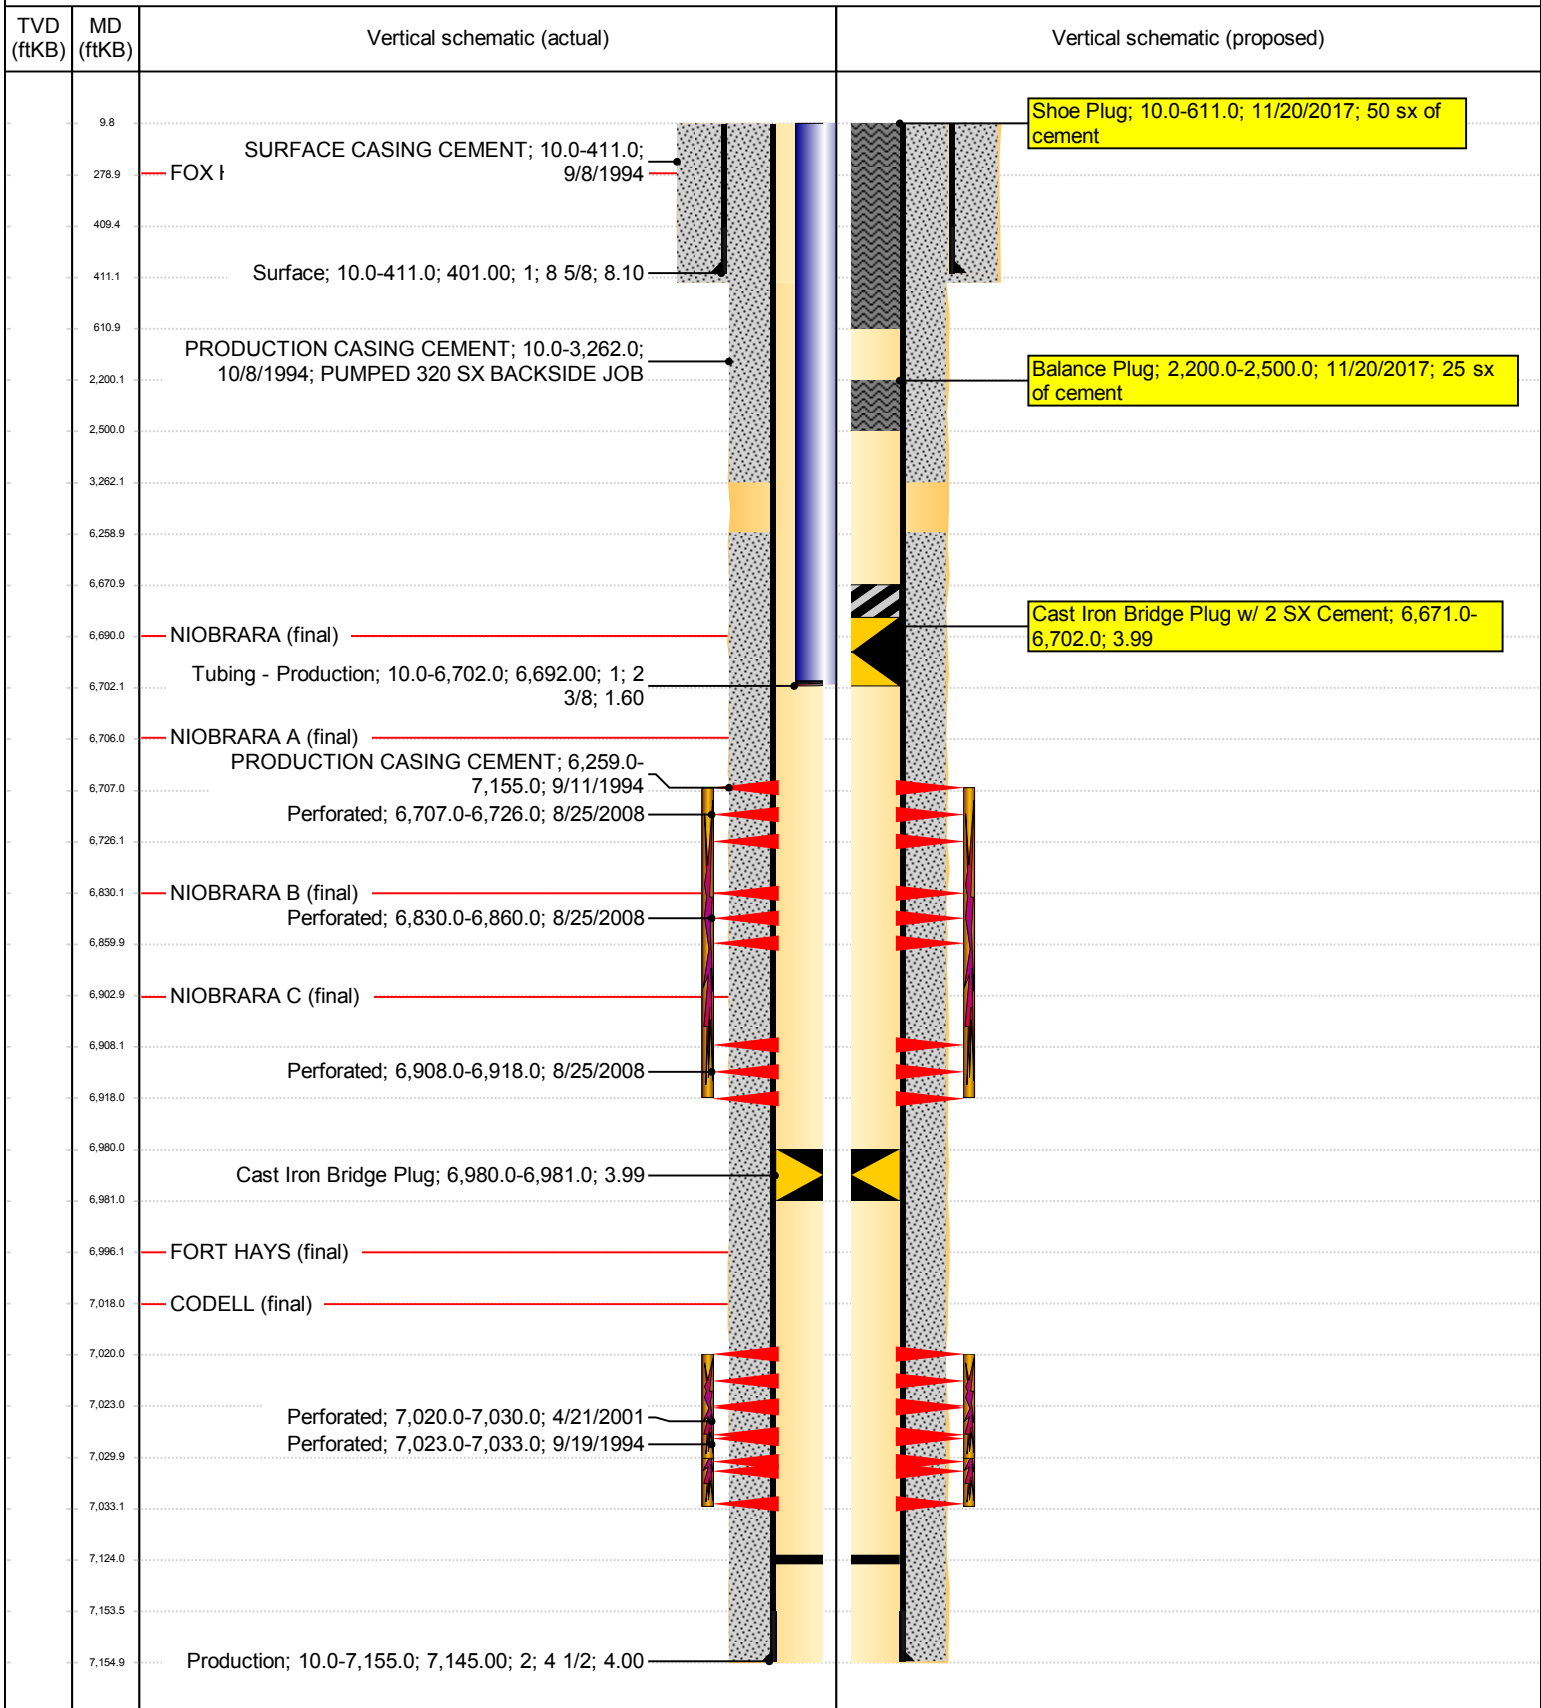 TVD
(ftKB)
MD
(ftKB)
Vertical schematic (actual)
Vertical schematic (proposed)
9.8
Shoe Plug; 10.0-611.0; 11/20/2017; 50 sx of
cement
SURFACE CASING CEMENT; 10.0-411.0;
9/8/1994
278.9
FOX
409.4
411.1
Surface; 10.0-411.0; 401.00; 1; 8 5/8; 8.10
610.9
PRODUCTION CASING CEMENT; 10.0-3,262.0;
10/8/1994; PUMPED 320 SX BACKSIDE JOB
2,200.1
Balance Plug; 2,200.0-2,500.0; 11/20/2017; 25 sx
of cement
2,500.0
3,262.1
6,258.9
6,670.9
Cast Iron Bridge Plug w/ 2 SX Cement; 6,671.0-
6,702.0; 3.99
6,690.0
NIOBRARA (final)
Tubing - Production; 10.0-6,702.0; 6,692.00; 1; 2
3/8; 1.60
6,702.1
6,706.0
NIOBRARA A (final)
PRODUCTION CASING CEMENT; 6,259.0-
7,155.0; 9/11/1994
6,707.0
Perforated; 6,707.0-6,726.0; 8/25/2008
6,726.1
6,830.1
NIOBRARA B (final)
Perforated; 6,830.0-6,860.0; 8/25/2008
6,859.9
6,902.9
NIOBRARA C (final)
6,908.1
Perforated; 6,908.0-6,918.0; 8/25/2008
6,918.0
6,980.0
Cast Iron Bridge Plug; 6,980.0-6,981.0; 3.99
6,981.0
6,996.1
FORT HAYS (final)
7,018.0
CODELL (final)
7,020.0
7,023.0
Perforated; 7,020.0-7,030.0; 4/21/2001
Perforated; 7,023.0-7,033.0; 9/19/1994
7,029.9
7,033.1
7,124.0
7,153.5
7,154.9
Production; 10.0-7,155.0; 7,145.00; 2; 4 1/2; 4.00